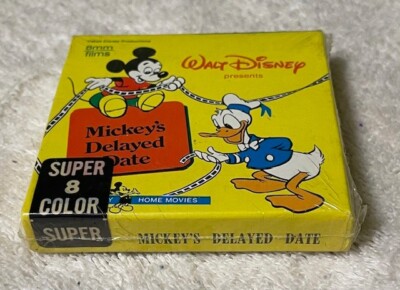 8mm
films
WALT DISNEY
presents
Mickey's
Delayed
Date
SUPER
8
COLOR
HOME MOVIES
SUPER
MICKEY'S DELAYED DATE